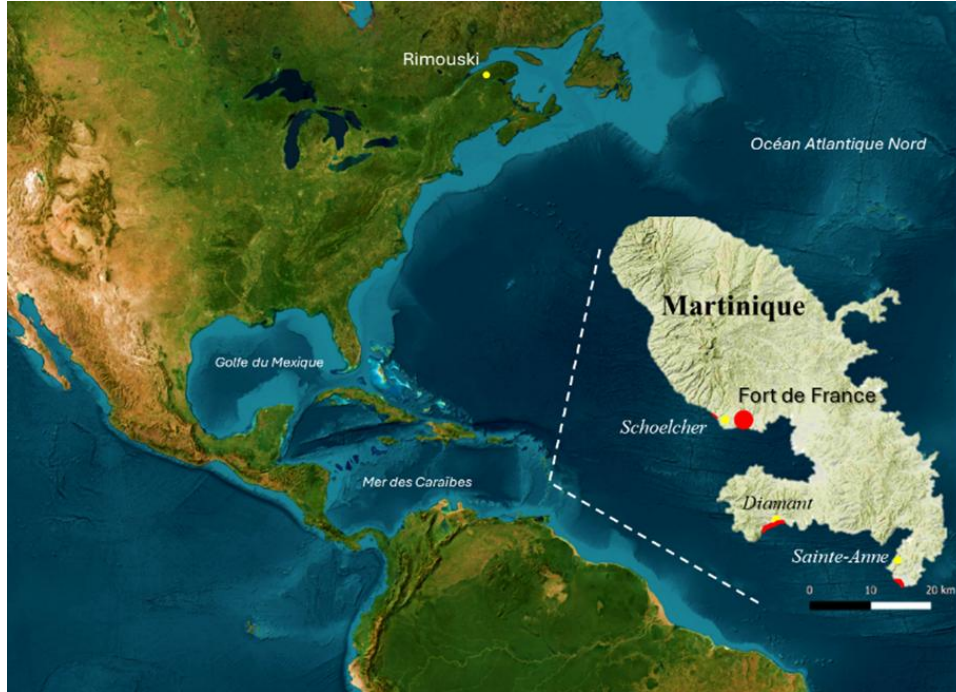 Rimouski
Océan Atlantique Nord
Martinique
Golfe du Mexique
Fort de France
Schoelcher
Mer des Caraïbes
Diamant
Sainte-Anne
0 10 20 km